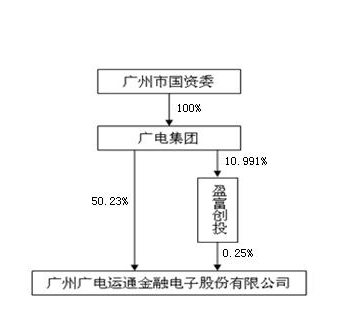 广州市国资委
100%
广电集团
10.991%
盈富创投
50.23%
0.25%
广州广电运通金融电子股份有限公司